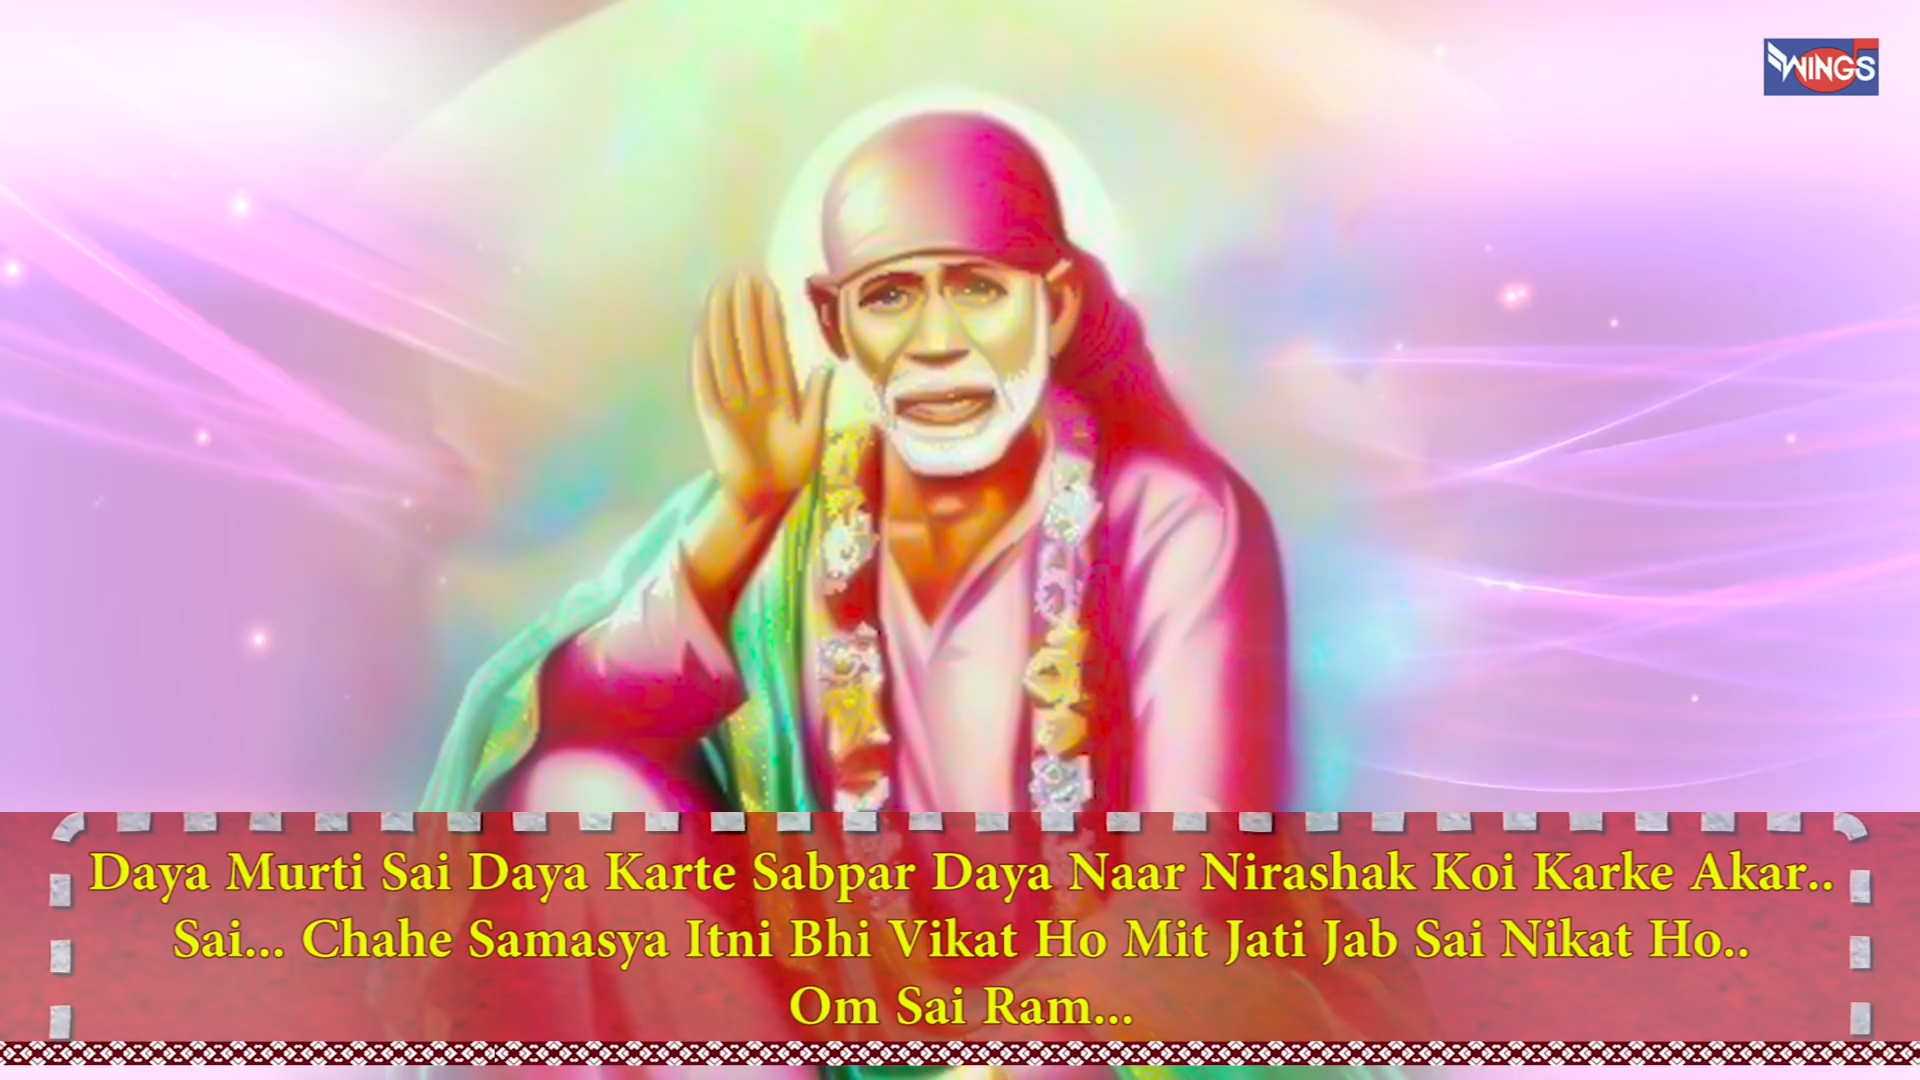 WINGS
Daya Murti Sai Daya Karte Sabpar Daya Naar Nirashak Koi Karke Akar..
Sai... Chahe Samasya Itni Bhi Vikat Ho Mit Jati Jab Sai Nikat Ho..
Om Sai Ram...